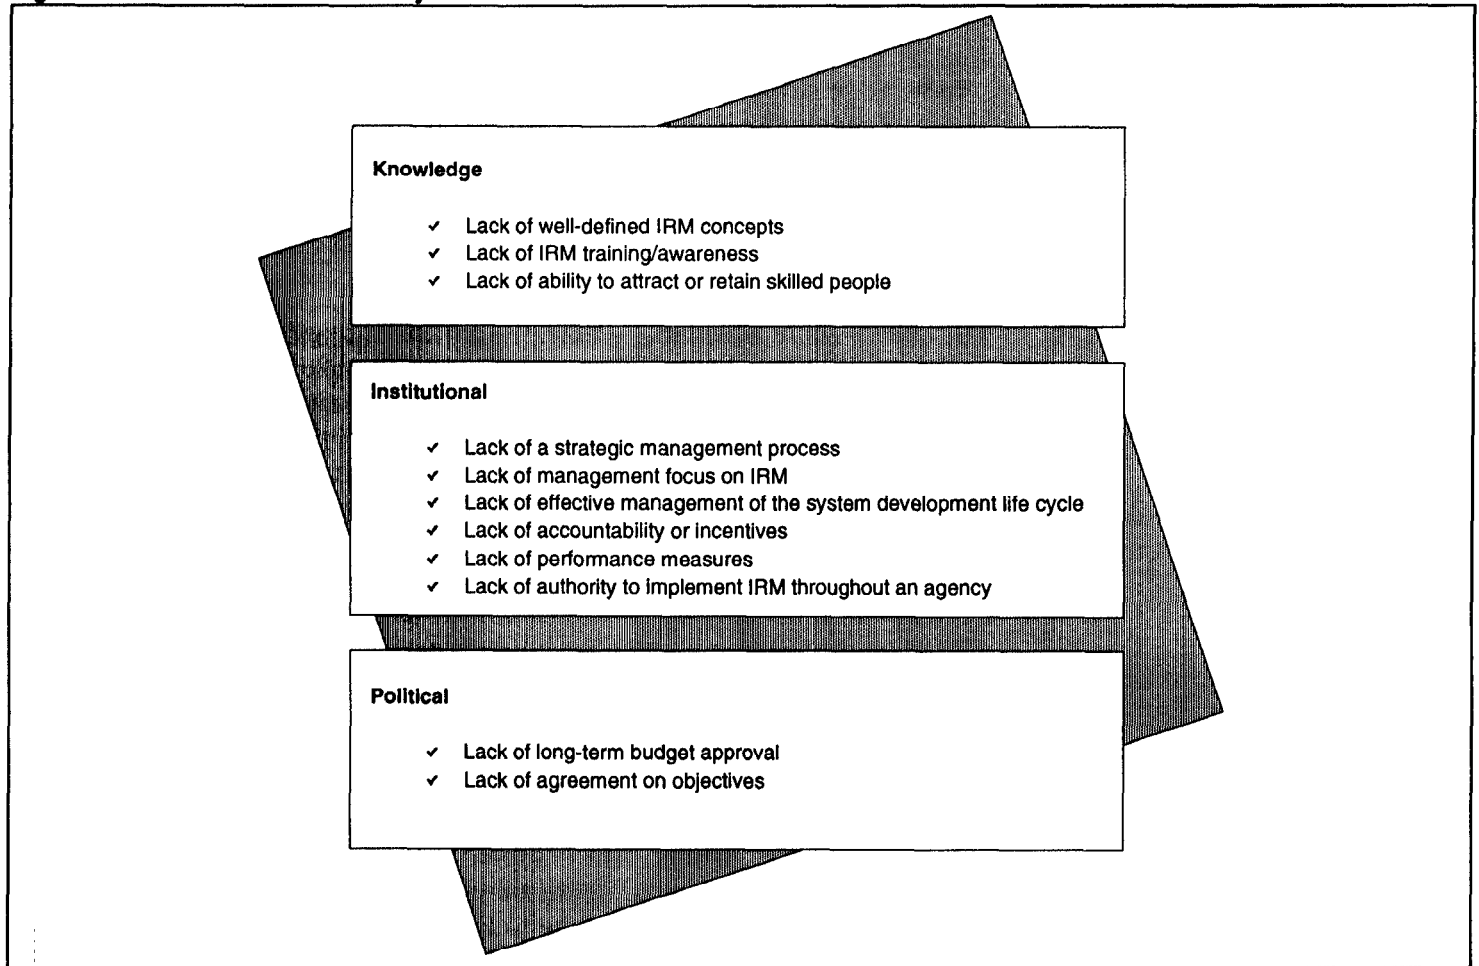 Knowledge
✓ Lack of well-defined IRM concepts
✓ Lack of IRM training/awareness
✓ Lack of ability to attract or retain skilled people
Institutional
✓ Lack of a strategic management process
✓ Lack of management focus on IRM
✓ Lack of effective management of the system development life cycle
✓ Lack of accountability or incentives
✓ Lack of performance measures
✓ Lack of authority to implement IRM throughout an agency
Political
✓ Lack of long-term budget approval
✓ Lack of agreement on objectives